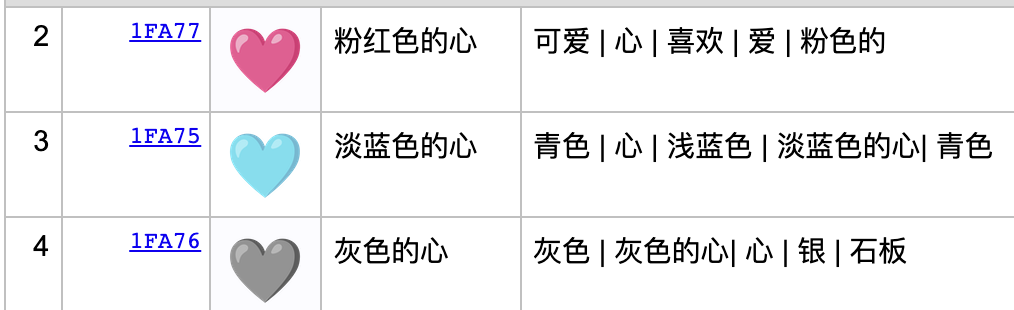 2 1FA77 粉红色的心 可爱 | 心 | 喜欢 | 爱 | 粉色的
3 1FA75 淡蓝色的心 青色 | 心 | 浅蓝色 | 淡蓝色的心| 青色
4 1FA76 灰色的心 灰色 | 灰色的心| 心 | 银 | 石板